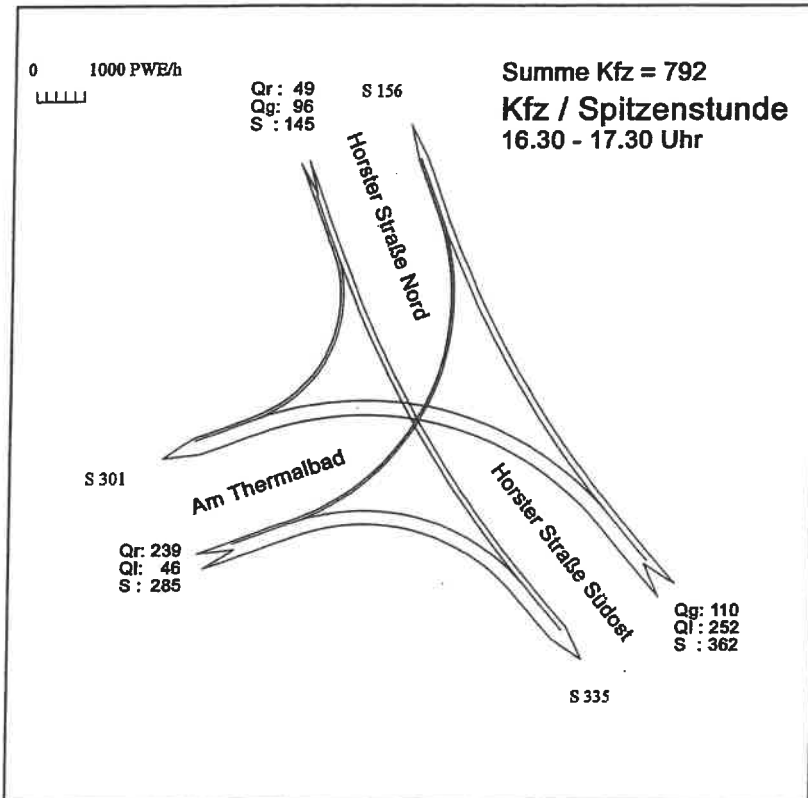 0 1000 PWE/h
Qr : 49
Qg: 96
S : 145
S 156
Summe Kfz = 792
Kfz / Spitzenstunde
16.30 - 17.30 Uhr
Horster Straße Nord
S 301
Am Thermalbad
Horster Straße Südost
Qr: 239
Ql: 46
S : 285
Qg: 110
Ql : 252
S : 362
S 335